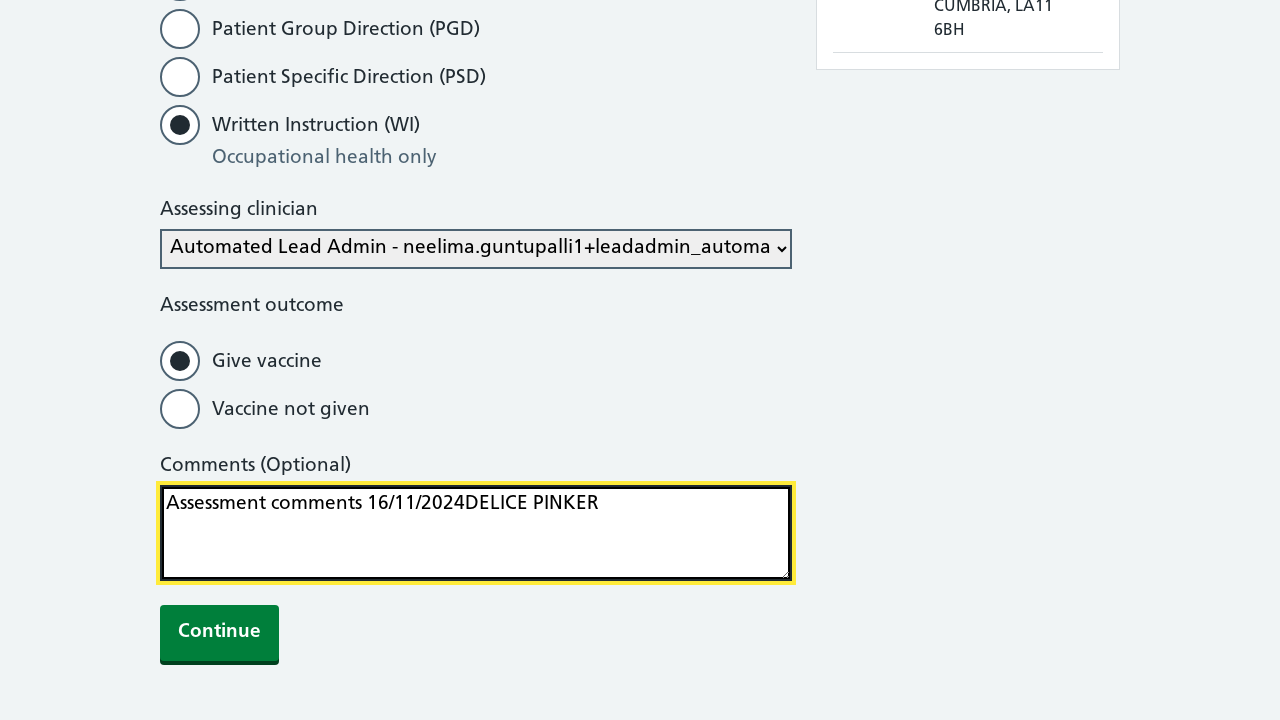 CUMBRIA, LA11
6BH
Patient Group Direction (PGD)
Patient Specific Direction (PSD)
Written Instruction (WI)
Occupational health only
Assessing clinician
Automated Lead Admin - neelima.guntupalli1+leadadmin_automa
Assessment outcome
Give vaccine
Vaccine not given
Comments (Optional)
Assessment comments 16/11/2024DELICE PINKER
Continue